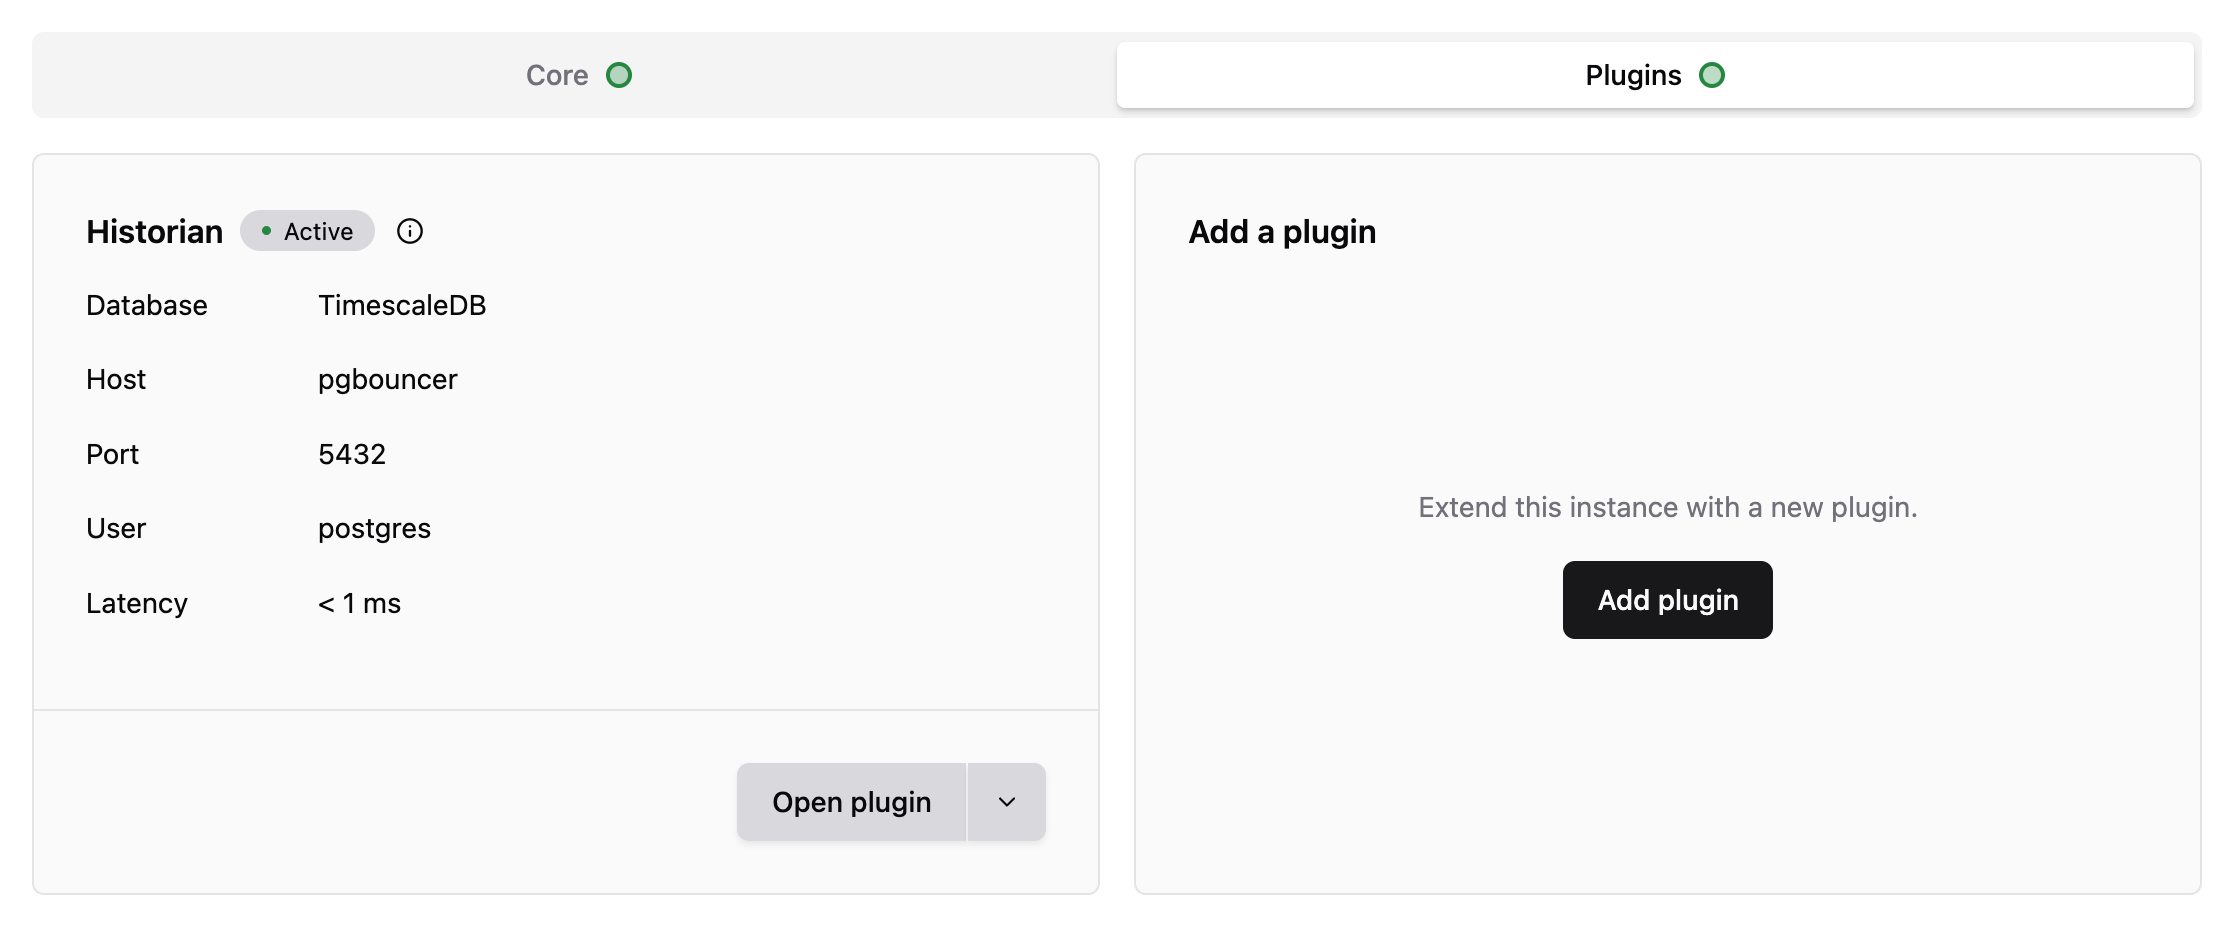 Core
Plugins
Historian Active
Database TimescaleDB
Host pgbouncer
Port 5432
User postgres
Latency < 1 ms
Open plugin
Add a plugin
Extend this instance with a new plugin.
Add plugin